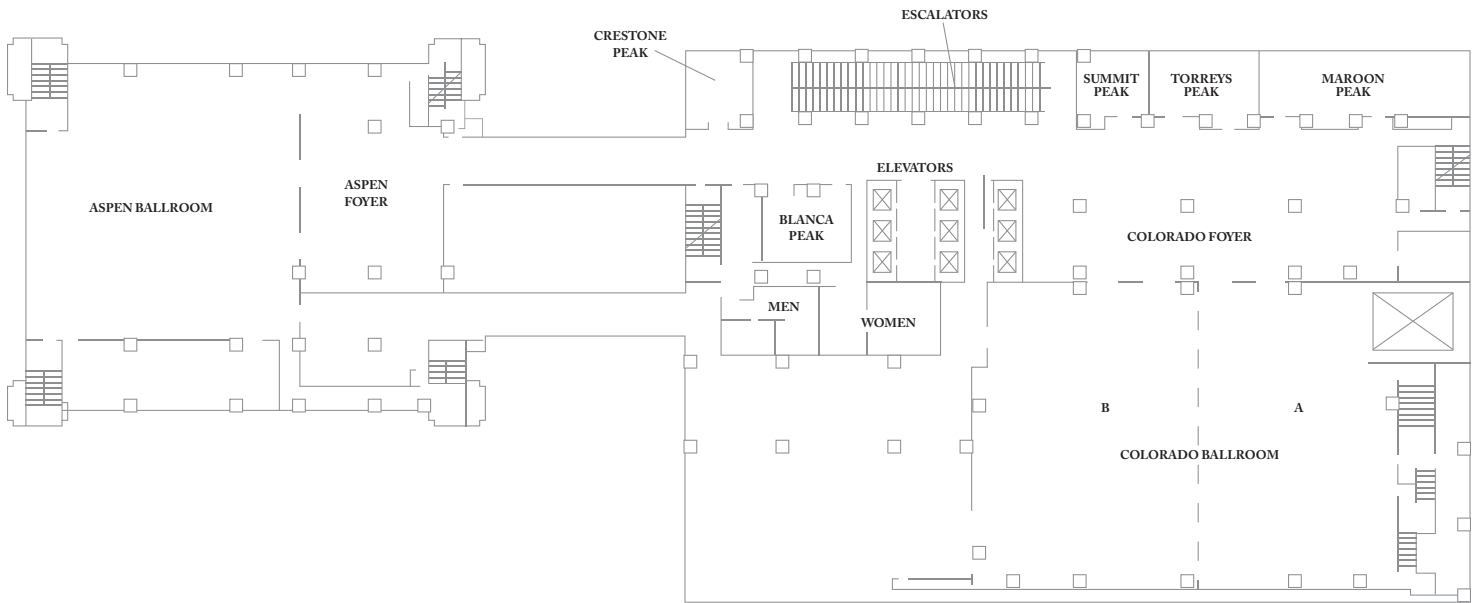 ESCALATORS
CRESTONE
PEAK
SUMMIT
PEAK
TORREYS
PEAK
MAROON
PEAK
ELEVATORS
ASPEN
FOYER
ASPEN BALLROOM
BLANCA
PEAK
COLORADO FOYER
MEN
WOMEN
B
A
COLORADO BALLROOM